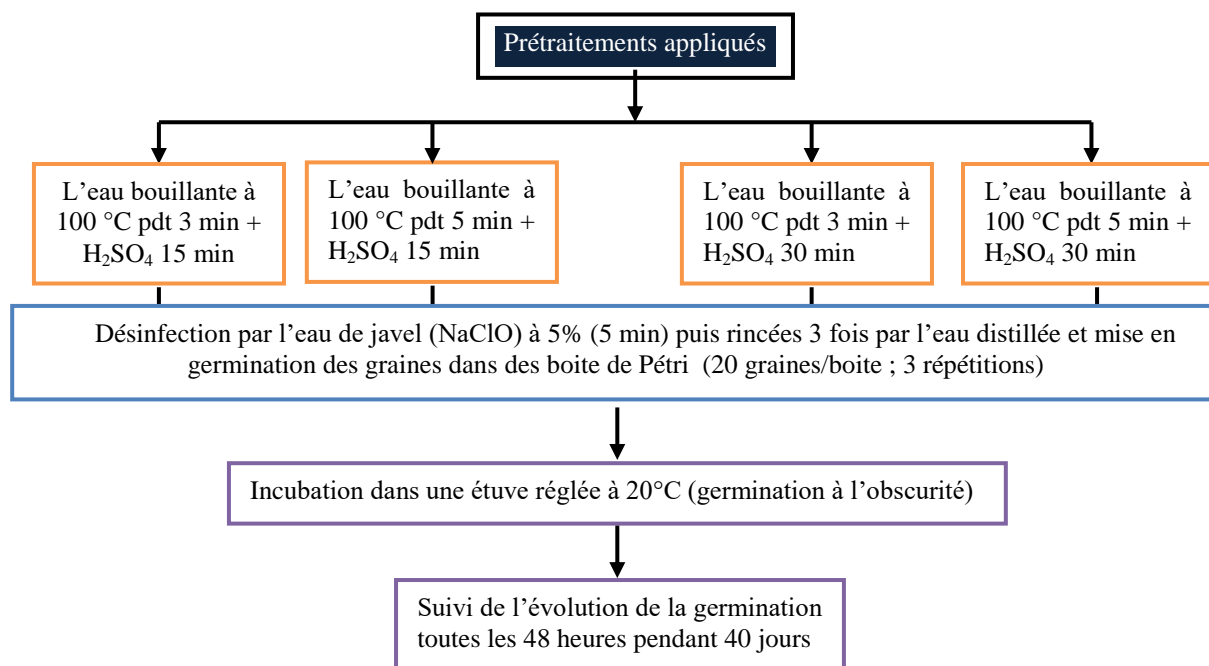 Prétraitements appliqués
L’eau bouillante à
100 °C pdt 3 min +
H₂SO₄ 15 min
L’eau bouillante à
100 °C pdt 5 min +
H₂SO₄ 15 min
L’eau bouillante à
100 °C pdt 3 min +
H₂SO₄ 30 min
L’eau bouillante à
100 °C pdt 5 min +
H₂SO₄ 30 min
Désinfection par l’eau de javel (NaClO) à 5% (5 min) puis rincées 3 fois par l’eau distillée et mise en
germination des graines dans des boite de Pétri (20 graines/boite ; 3 répétitions)
Incubation dans une étuve réglée à 20°C (germination à l’obscurité)
Suivi de l’évolution de la germination
toutes les 48 heures pendant 40 jours